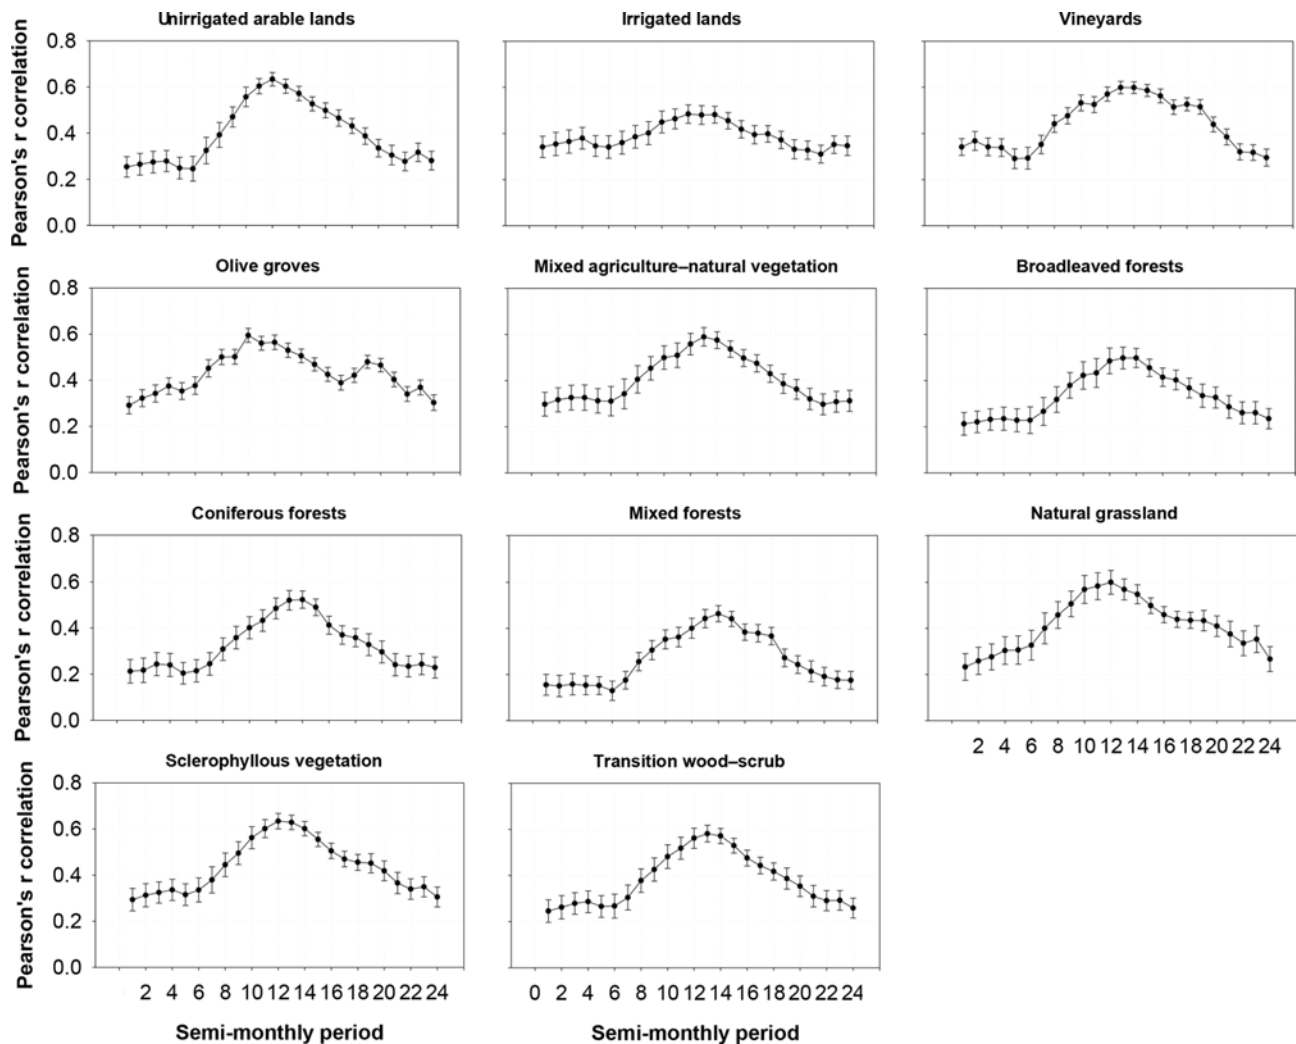 Unirrigated arable lands
Irrigated lands
Vineyards
Pearson's r correlation
0.8
0.6
0.4
0.2
0.0
Olive groves
Mixed agriculture–natural vegetation
Broadleaved forests
Pearson's r correlation
0.8
0.6
0.4
0.2
0.0
Coniferous forests
Mixed forests
Natural grassland
Pearson's r correlation
0.8
0.6
0.4
0.2
0.0
2 4 6 8 10 12 14 16 18 20 22 24
Sclerophyllous vegetation
Transition wood–scrub
Pearson's r correlation
0.8
0.6
0.4
0.2
0.0
2 4 6 8 10 12 14 16 18 20 22 24
0 2 4 6 8 10 12 14 16 18 20 22 24
Semi-monthly period
Semi-monthly period